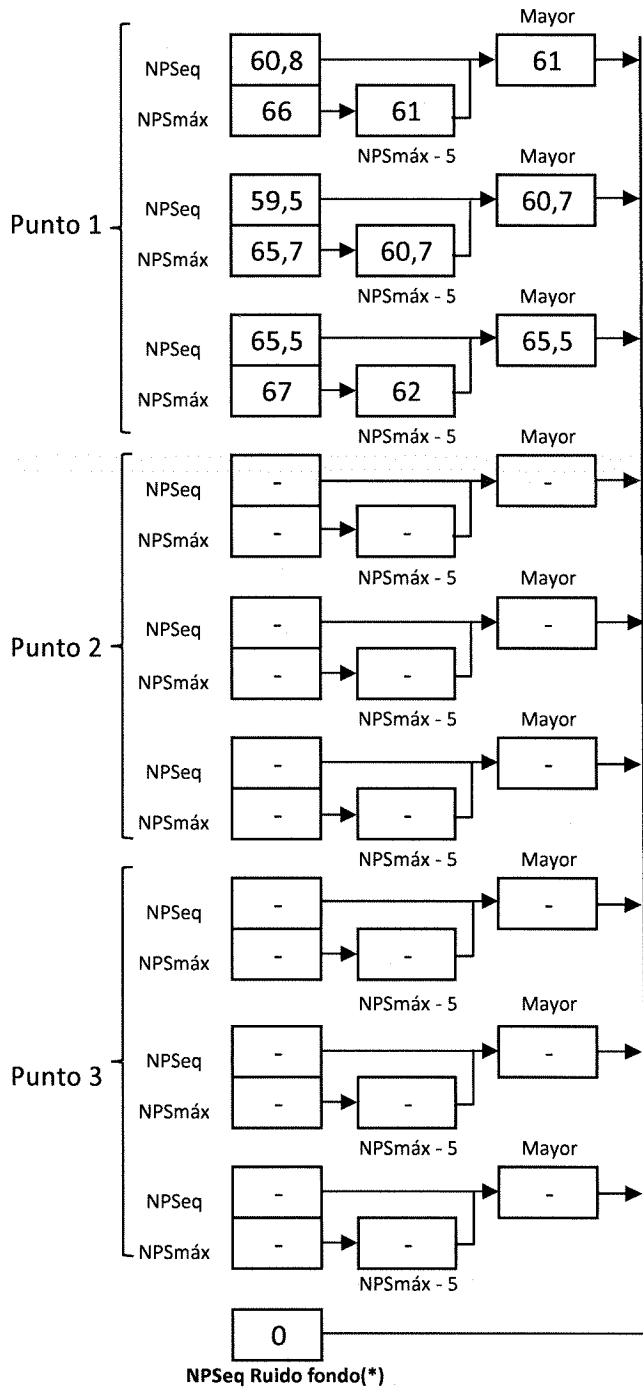 Mayor
NPSeq 60,8 61
NPSmáx 66 61
NPSmáx - 5
Mayor
Punto 1
NPSeq 59,5 60,7
NPSmáx 65,7 60,7
NPSmáx - 5
Mayor
NPSeq 65,5 65,5
NPSmáx 67 62
NPSmáx - 5
Mayor
NPSeq - -
NPSmáx - -
NPSmáx - 5
Mayor
Punto 2
NPSeq - -
NPSmáx - -
NPSmáx - 5
Mayor
NPSeq - -
NPSmáx - -
NPSmáx - 5
Mayor
NPSeq - -
NPSmáx - -
NPSmáx - 5
Mayor
Punto 3
NPSeq - -
NPSmáx - -
NPSmáx - 5
Mayor
NPSeq - -
NPSmáx - -
NPSmáx - 5
0
NPSeq Ruido fondo(*)